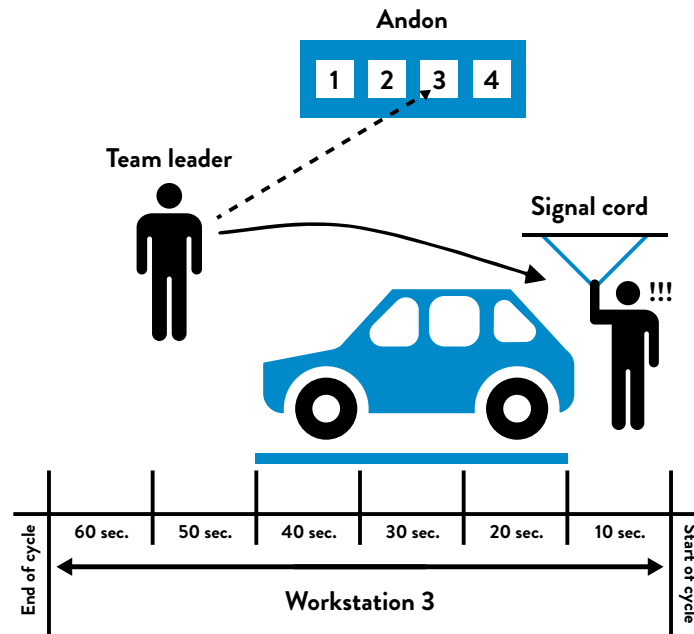 Andon
1 2 3 4
Team leader
Signal cord
!!!
End of cycle
60 sec.
50 sec.
40 sec.
30 sec.
20 sec.
10 sec.
Start of cycle
Workstation 3